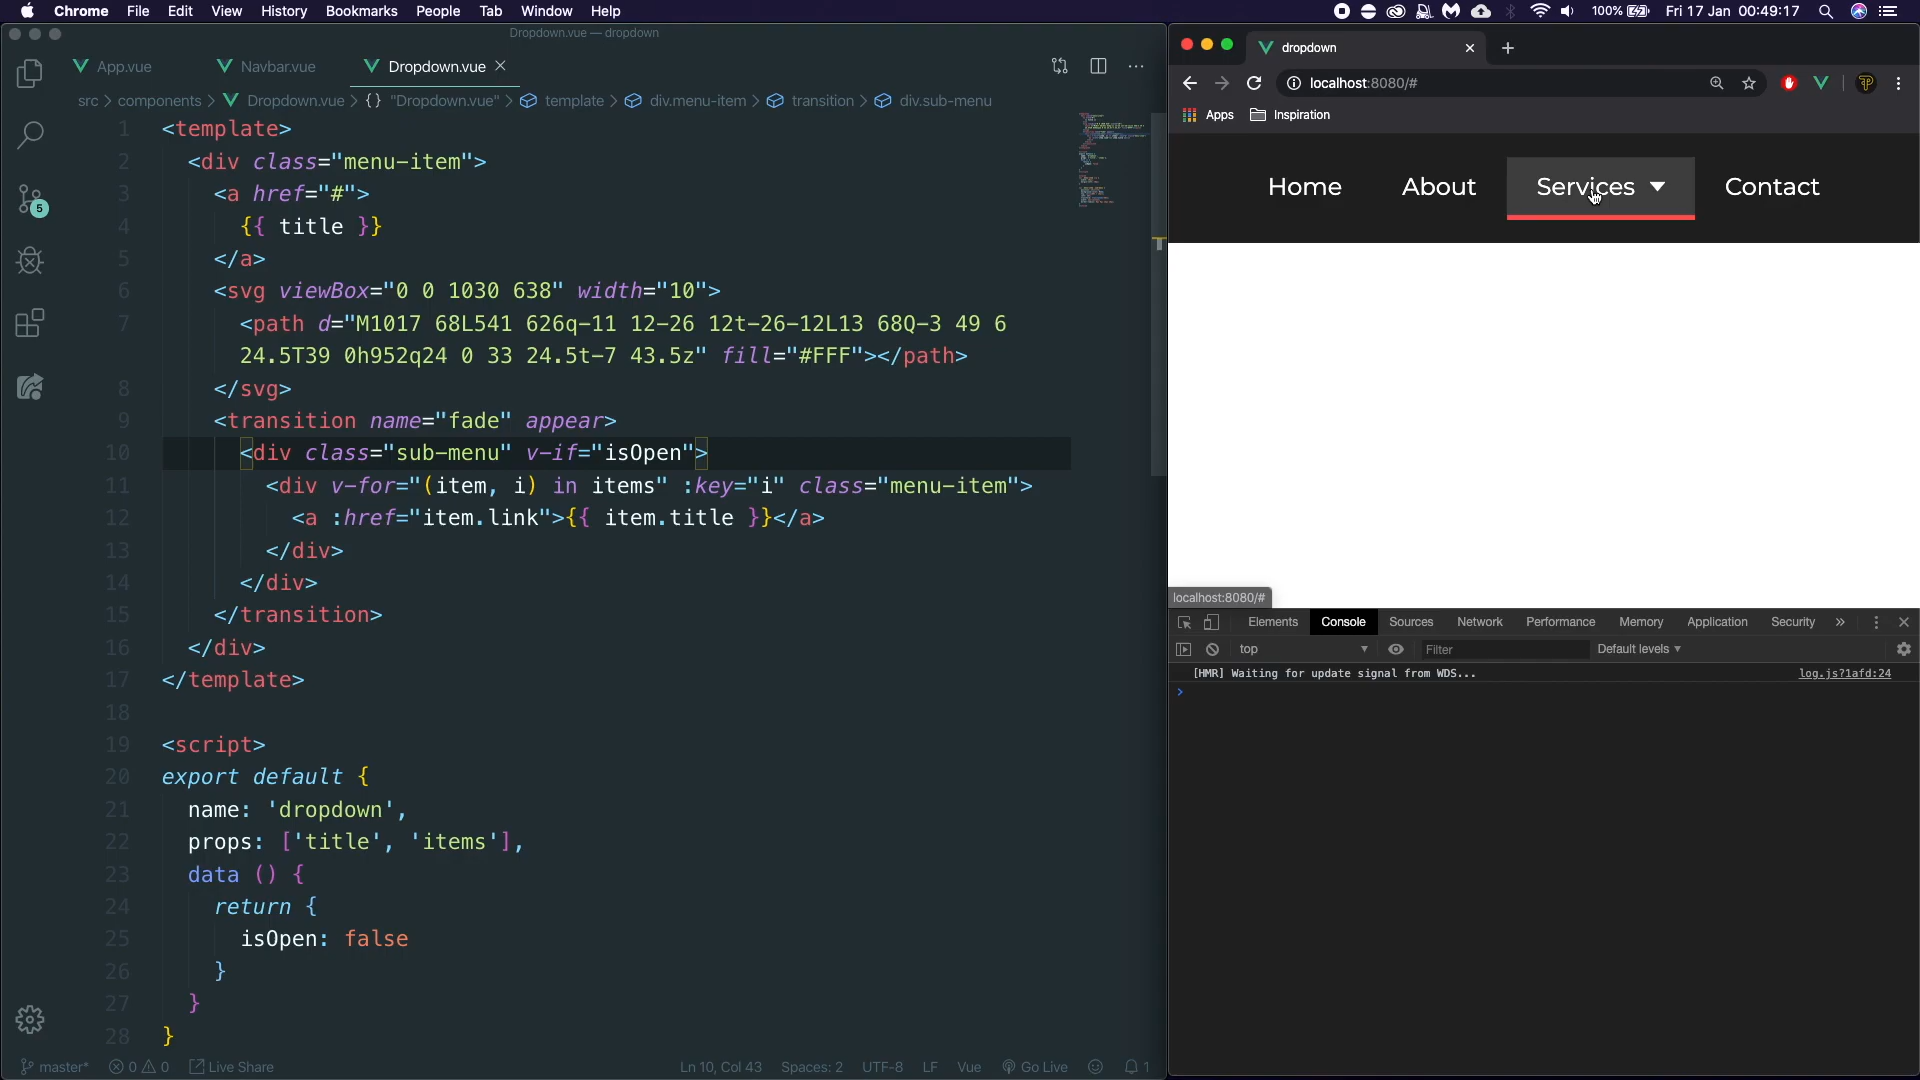 Chrome File Edit View History Bookmarks People Tab Window Help
100% Fri 17 Jan 00:49:17
Dropdown.vue — dropdown
App.vue Navbar.vue Dropdown.vue
src > components > Dropdown.vue > {} "Dropdown.vue" > template > div.menu-item > transition > div.sub-menu
1 <template>
2 <div class="menu-item">
3 <a href="#">
4 {{ title }}
5 </a>
6 <svg viewBox="0 0 1030 638" width="10">
7 <path d="M1017 68L541 626q-11 12-26 12t-26-12L13 68Q-3 49 6
24.5T39 0h952q24 0 33 24.5t-7 43.5z" fill="#FFF"></path>
8 </svg>
9 <transition name="fade" appear>
10 <div class="sub-menu" v-if="isOpen">
11 <div v-for="(item, i) in items" :key="i" class="menu-item">
12 <a :href="item.link">{{ item.title }}</a>
13 </div>
14 </div>
15 </transition>
16 </div>
17 </template>
18
19 <script>
20 export default {
21 name: 'dropdown',
22 props: ['title', 'items'],
23 data () {
24 return {
25 isOpen: false
26 }
27 }
28 }
5
master* 0 0 Live Share Ln 10, Col 43 Spaces: 2 UTF-8 LF Vue Go Live 1
dropdown
localhost:8080/#
Apps Inspiration
Home About Services Contact
localhost:8080/#
Elements Console Sources Network Performance Memory Application Security »
top Filter Default levels
[HMR] Waiting for update signal from WDS... log.js?1afd:24
>